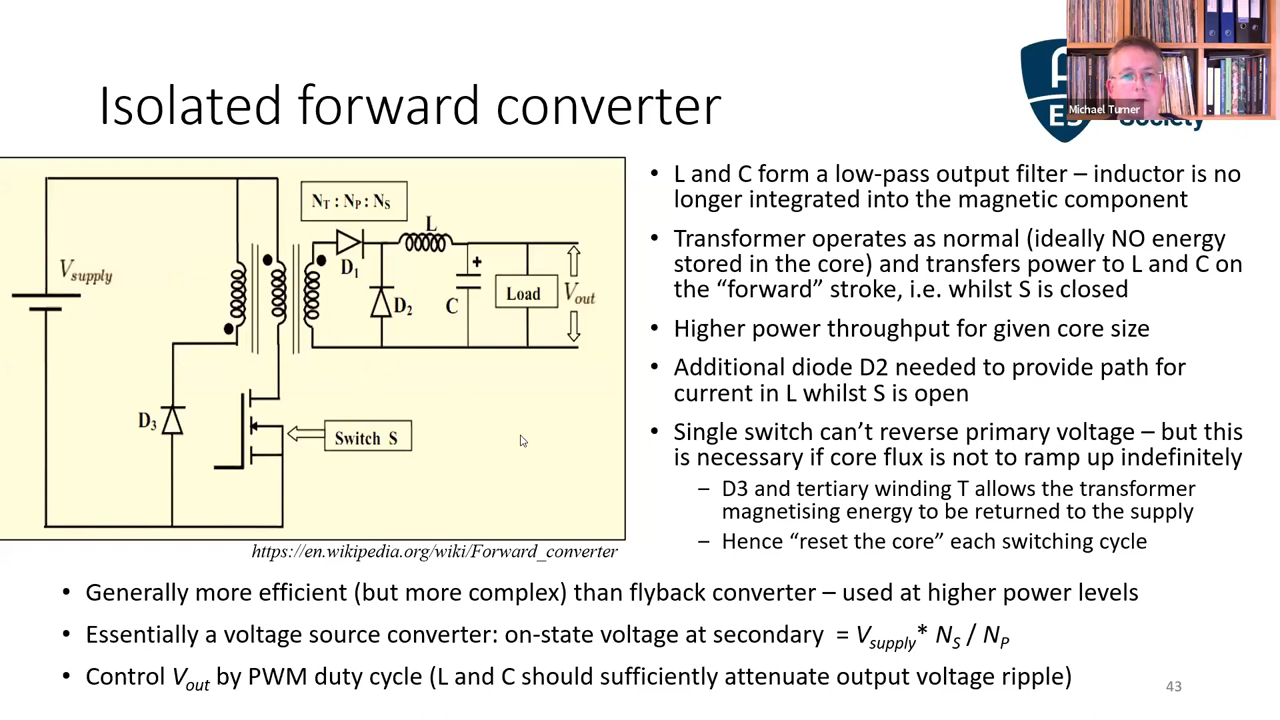 Isolated forward converter
Michael Turner
ES
Society
N_T : N_P : N_S
L
D_1
V_supply
+
D_2
C
Load
V_out
D_3
Switch S
https://en.wikipedia.org/wiki/Forward_converter
• L and C form a low-pass output filter – inductor is no
longer integrated into the magnetic component
• Transformer operates as normal (ideally NO energy
stored in the core) and transfers power to L and C on
the “forward” stroke, i.e. whilst S is closed
• Higher power throughput for given core size
• Additional diode D2 needed to provide path for
current in L whilst S is open
• Single switch can’t reverse primary voltage – but this
is necessary if core flux is not to ramp up indefinitely
– D3 and tertiary winding T allows the transformer
magnetising energy to be returned to the supply
– Hence “reset the core” each switching cycle
• Generally more efficient (but more complex) than flyback converter – used at higher power levels
• Essentially a voltage source converter: on-state voltage at secondary = V_supply* N_S / N_P
• Control V_out by PWM duty cycle (L and C should sufficiently attenuate output voltage ripple)
43